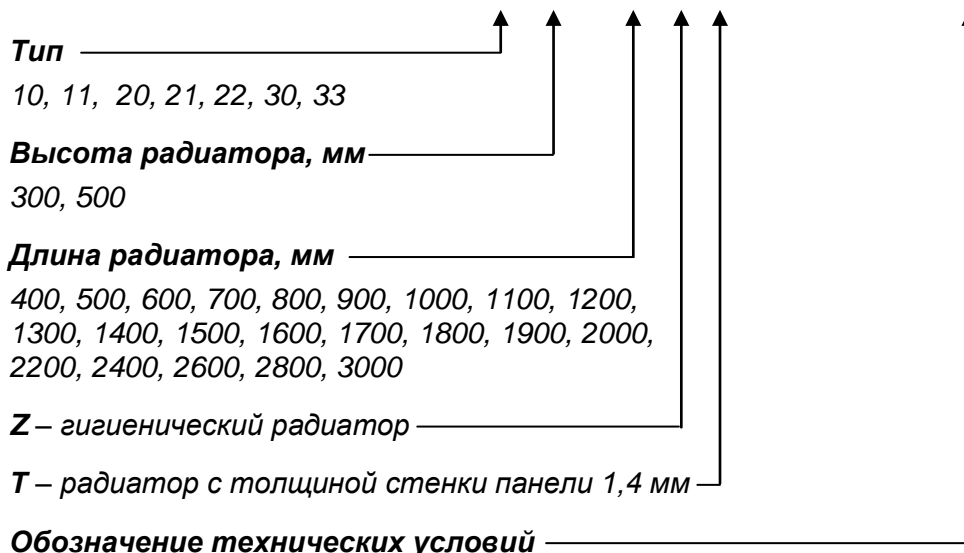 Тип
10, 11, 20, 21, 22, 30, 33
Высота радиатора, мм
300, 500
Длина радиатора, мм
400, 500, 600, 700, 800, 900, 1000, 1100, 1200,
1300, 1400, 1500, 1600, 1700, 1800, 1900, 2000,
2200, 2400, 2600, 2800, 3000
Z – гигиенический радиатор
Т – радиатор с толщиной стенки панели 1,4 мм
Обозначение технических условий